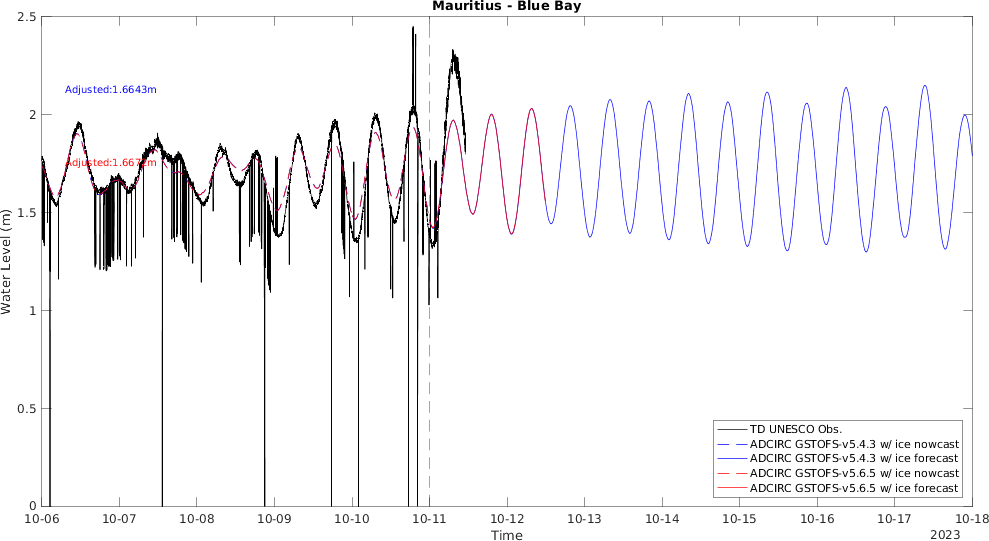 Mauritius - Blue Bay
Water Level (m)
2.5
2
1.5
1
0.5
0
Adjusted:1.6643m
Adjusted:1.6672m
TD UNESCO Obs.
ADCIRC GSTOFS-v5.4.3 w/ ice nowcast
ADCIRC GSTOFS-v5.4.3 w/ ice forecast
ADCIRC GSTOFS-v5.6.5 w/ ice nowcast
ADCIRC GSTOFS-v5.6.5 w/ ice forecast
10-06 10-07 10-08 10-09 10-10 10-11 10-12 10-13 10-14 10-15 10-16 10-17 10-18
Time
2023